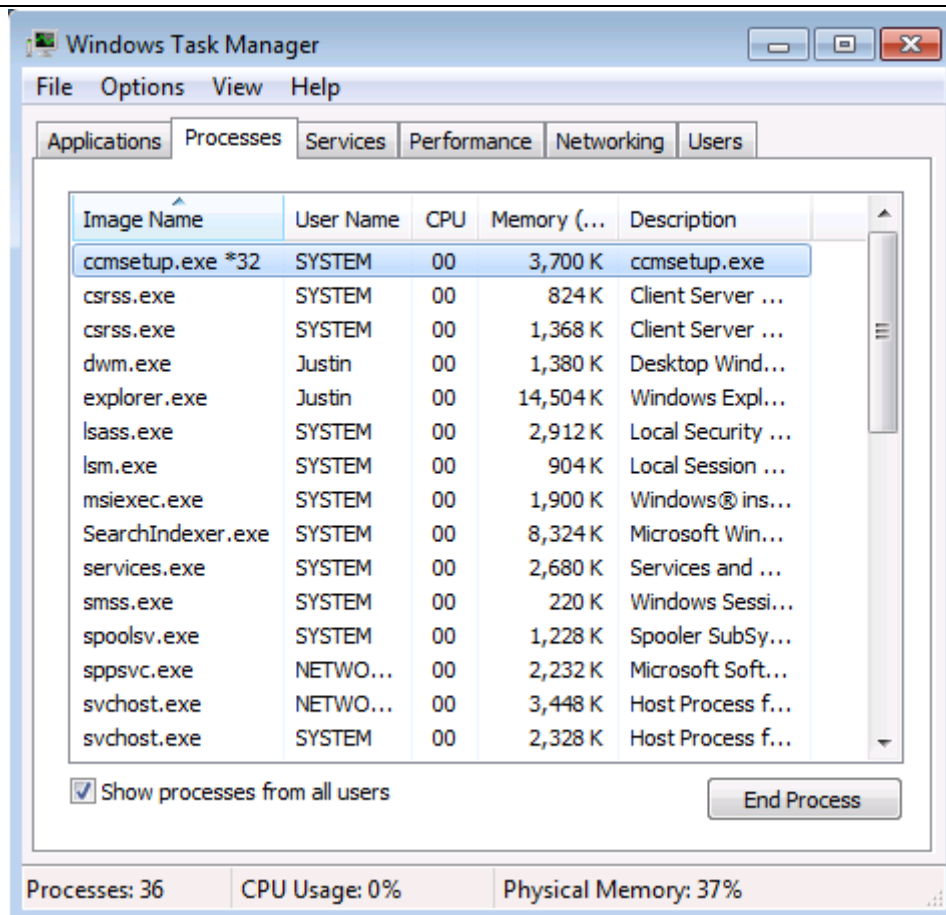 Windows Task Manager
File Options View Help
Applications Processes Services Performance Networking Users
Image Name User Name CPU Memory (... Description
ccmsetup.exe *32 SYSTEM 00 3,700 K ccmsetup.exe
csrss.exe SYSTEM 00 824 K Client Server ...
csrss.exe SYSTEM 00 1,368 K Client Server ...
dwm.exe Justin 00 1,380 K Desktop Wind...
explorer.exe Justin 00 14,504 K Windows Expl...
lsass.exe SYSTEM 00 2,912 K Local Security ...
lsm.exe SYSTEM 00 904 K Local Session ...
msiexec.exe SYSTEM 00 1,900 K Windows® ins...
SearchIndexer.exe SYSTEM 00 8,324 K Microsoft Win...
services.exe SYSTEM 00 2,680 K Services and ...
smss.exe SYSTEM 00 220 K Windows Sessi...
spoolsv.exe SYSTEM 00 1,228 K Spooler SubSy...
sppsvc.exe NETWO... 00 2,232 K Microsoft Soft...
svchost.exe NETWO... 00 3,448 K Host Process f...
svchost.exe SYSTEM 00 2,328 K Host Process f...
Show processes from all users
End Process
Processes: 36 CPU Usage: 0% Physical Memory: 37%